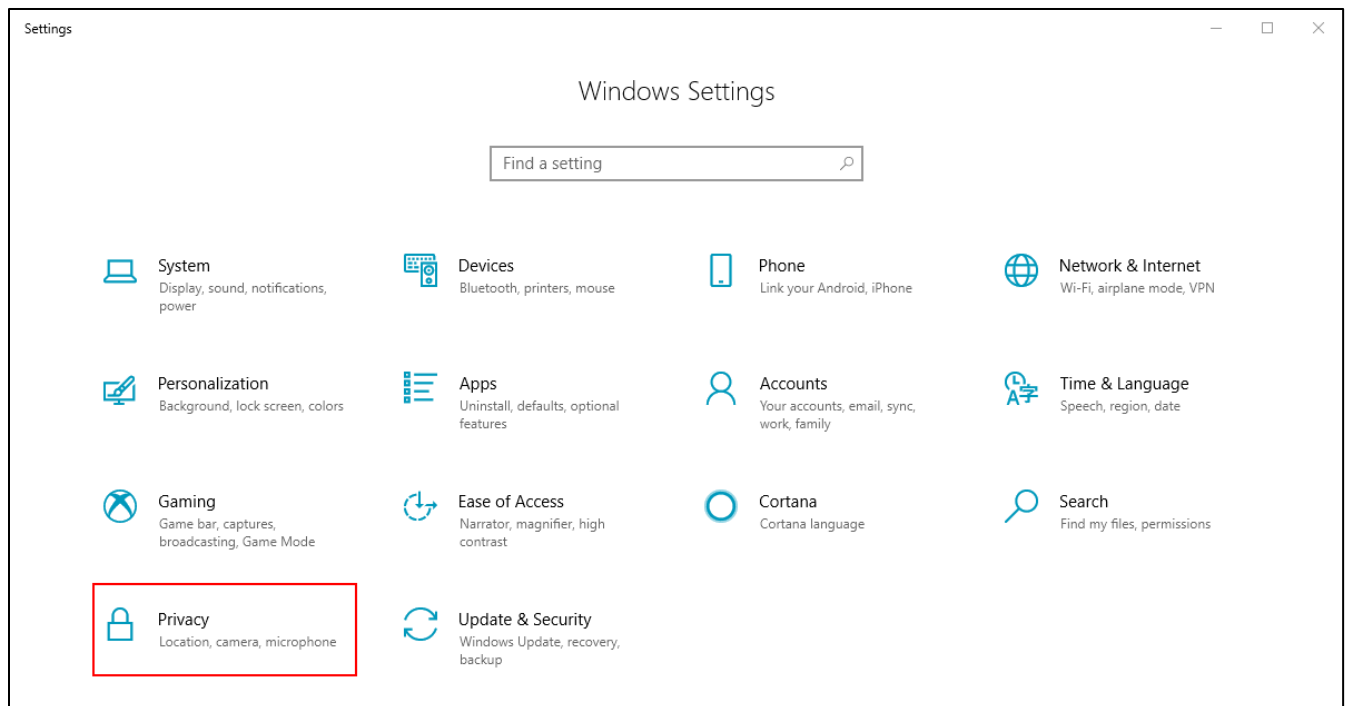 Settings
Windows Settings
Find a setting
System
Display, sound, notifications,
power
Devices
Bluetooth, printers, mouse
Phone
Link your Android, iPhone
Network & Internet
Wi-Fi, airplane mode, VPN
Personalization
Background, lock screen, colors
Apps
Uninstall, defaults, optional
features
Accounts
Your accounts, email, sync,
work, family
Time & Language
Speech, region, date
Gaming
Game bar, captures,
broadcasting, Game Mode
Ease of Access
Narrator, magnifier, high
contrast
Cortana
Cortana language
Search
Find my files, permissions
Privacy
Location, camera, microphone
Update & Security
Windows Update, recovery,
backup